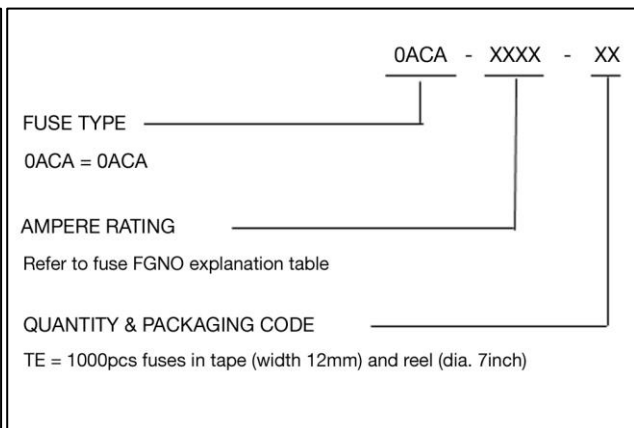 0ACA - XXXX - XX
FUSE TYPE
0ACA = 0ACA
AMPERE RATING
Refer to fuse FGNO explanation table
QUANTITY & PACKAGING CODE
TE = 1000pcs fuses in tape (width 12mm) and reel (dia. 7inch)